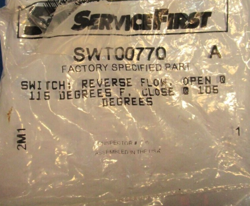 SERVICEFIRST
SWT00770 A
FACTORY SPECIFIED PART
SWITCH: REVERSE FLOW, OPEN @
115 DEGREES F, CLOSE @ 105
DEGREES
2M1
1